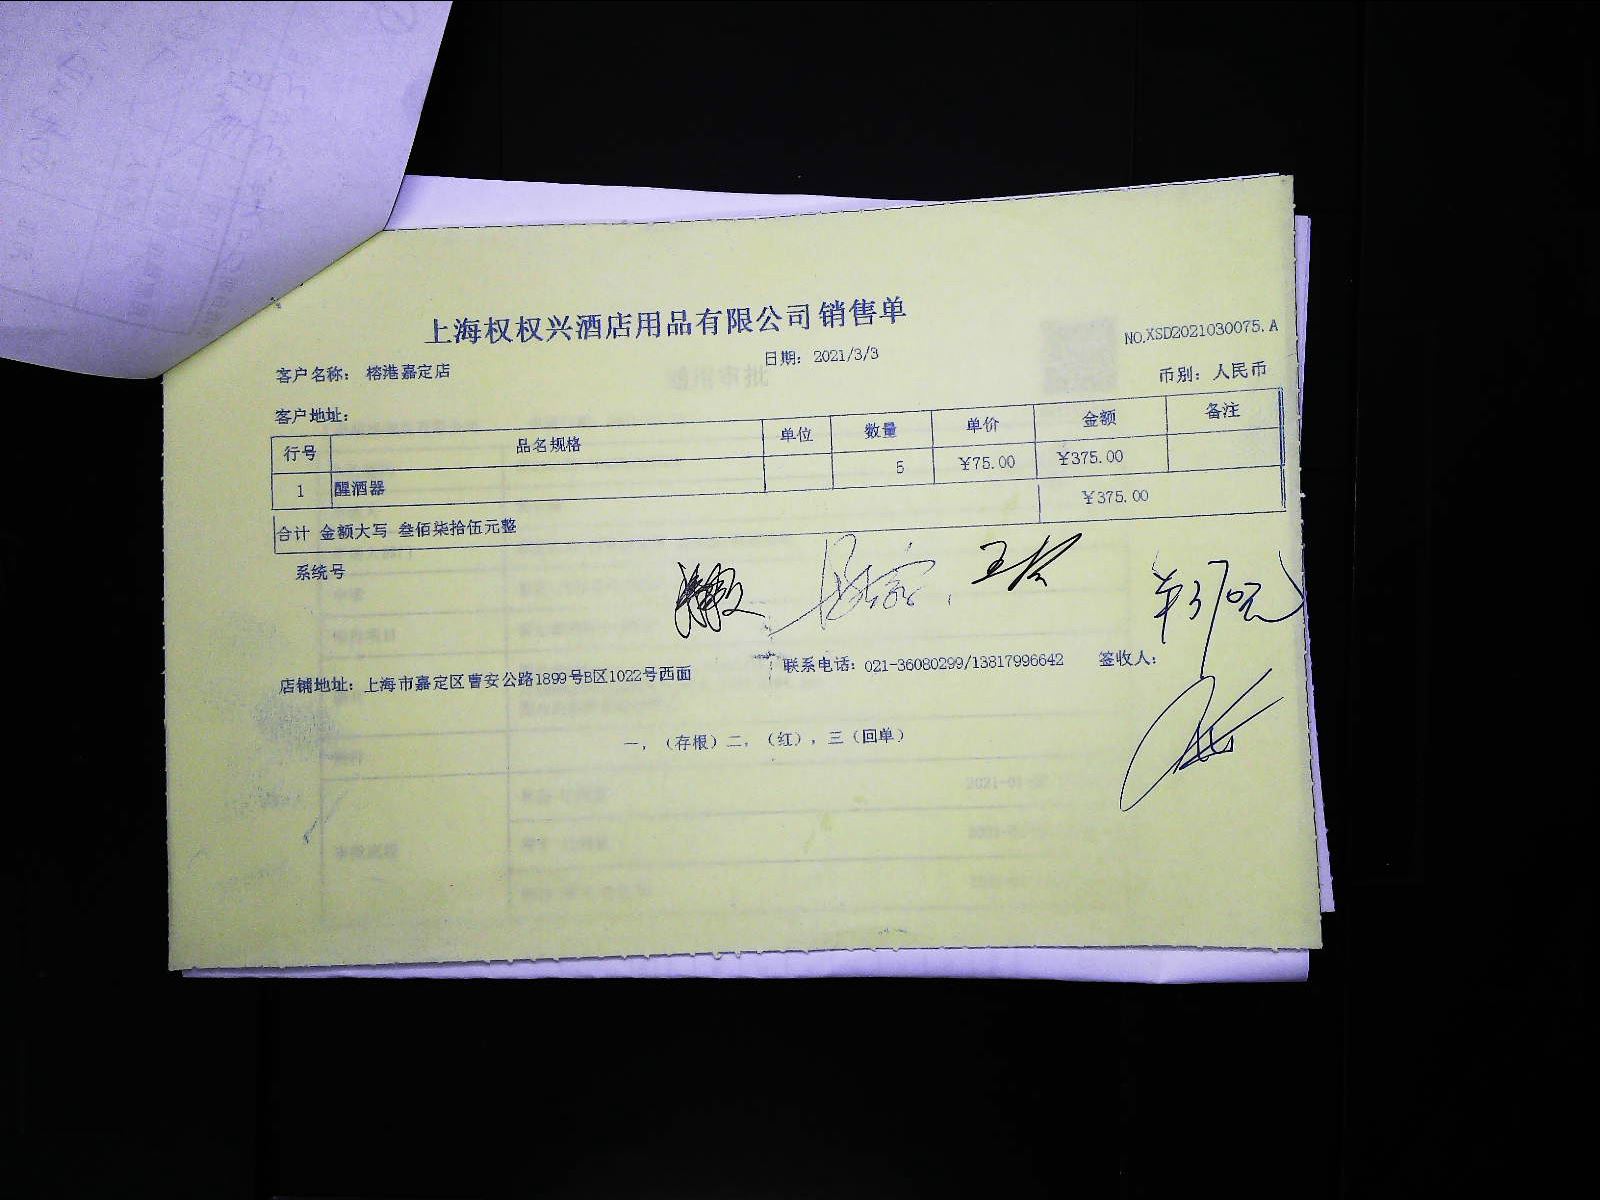 上海权权兴酒店用品有限公司销售单
NO.XSD2021030075.A
客户名称： 榕港嘉定店
日期： 2021/3/3
币别： 人民币
客户地址：
行号 品名规格 单位 数量 单价 金额 备注
1 醒酒器 5 ¥75.00 ¥375.00
合计 金额大写 叁佰柒拾伍元整 ¥375.00
系统号
店铺地址： 上海市嘉定区曹安公路1899号B区1022号西面 联系电话： 021-36080299/13817996642 签收人：
一，（存根）二，（红），三（回单）